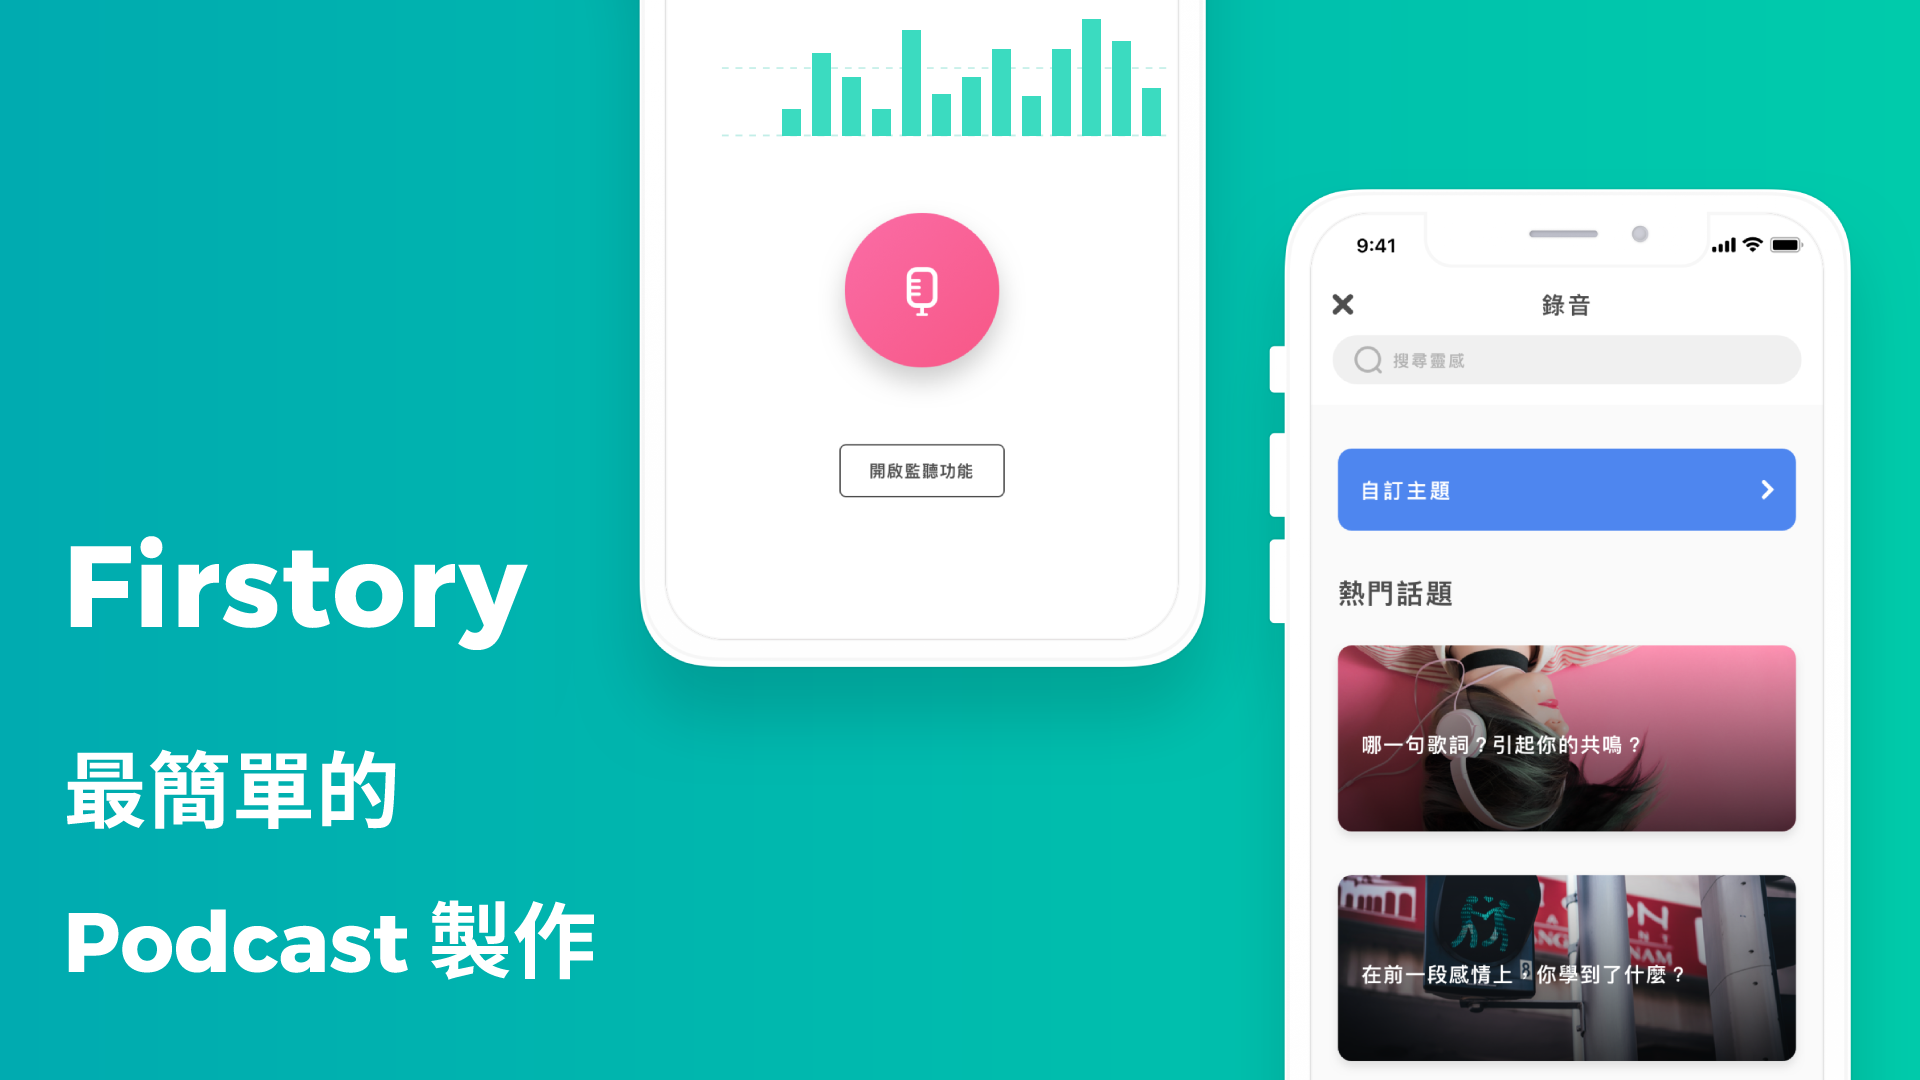 Firstory
最簡單的
Podcast 製作
開啟監聽功能
9:41
錄音
搜尋靈感
自訂主題
熱門話題
哪一句歌詞？引起你的共鳴？
在前一段感情上，你學到了什麼？